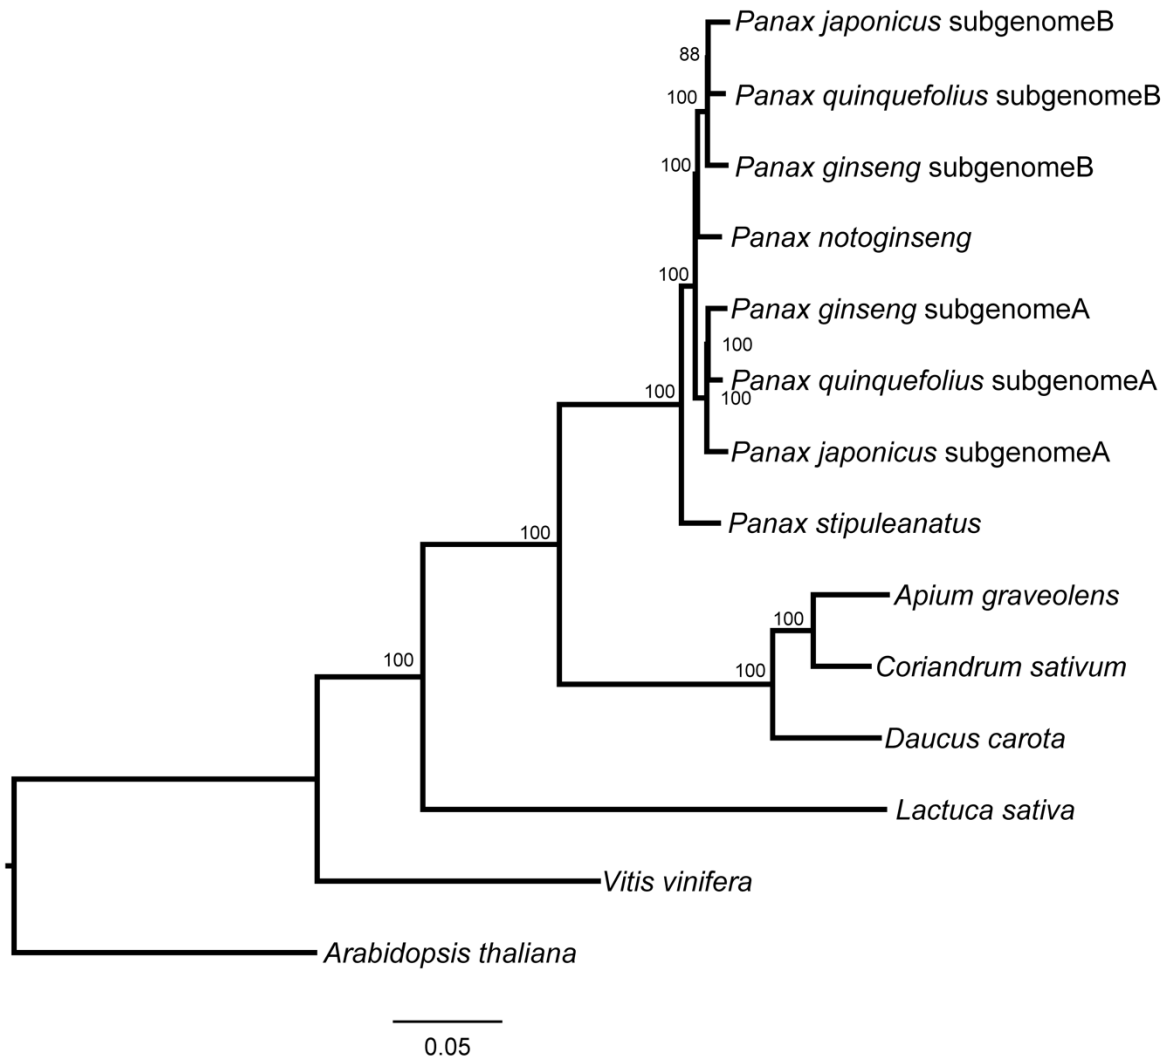 Panax japonicus subgenomeB
88
Panax quinquefolius subgenomeB
100
Panax ginseng subgenomeB
100
Panax notoginseng
100
Panax ginseng subgenomeA
100
Panax quinquefolius subgenomeA
100
100
Panax japonicus subgenomeA
Panax stipuleanatus
100
Apium graveolens
100
Coriandrum sativum
100
100
Daucus carota
Lactuca sativa
Vitis vinifera
Arabidopsis thaliana
0.05